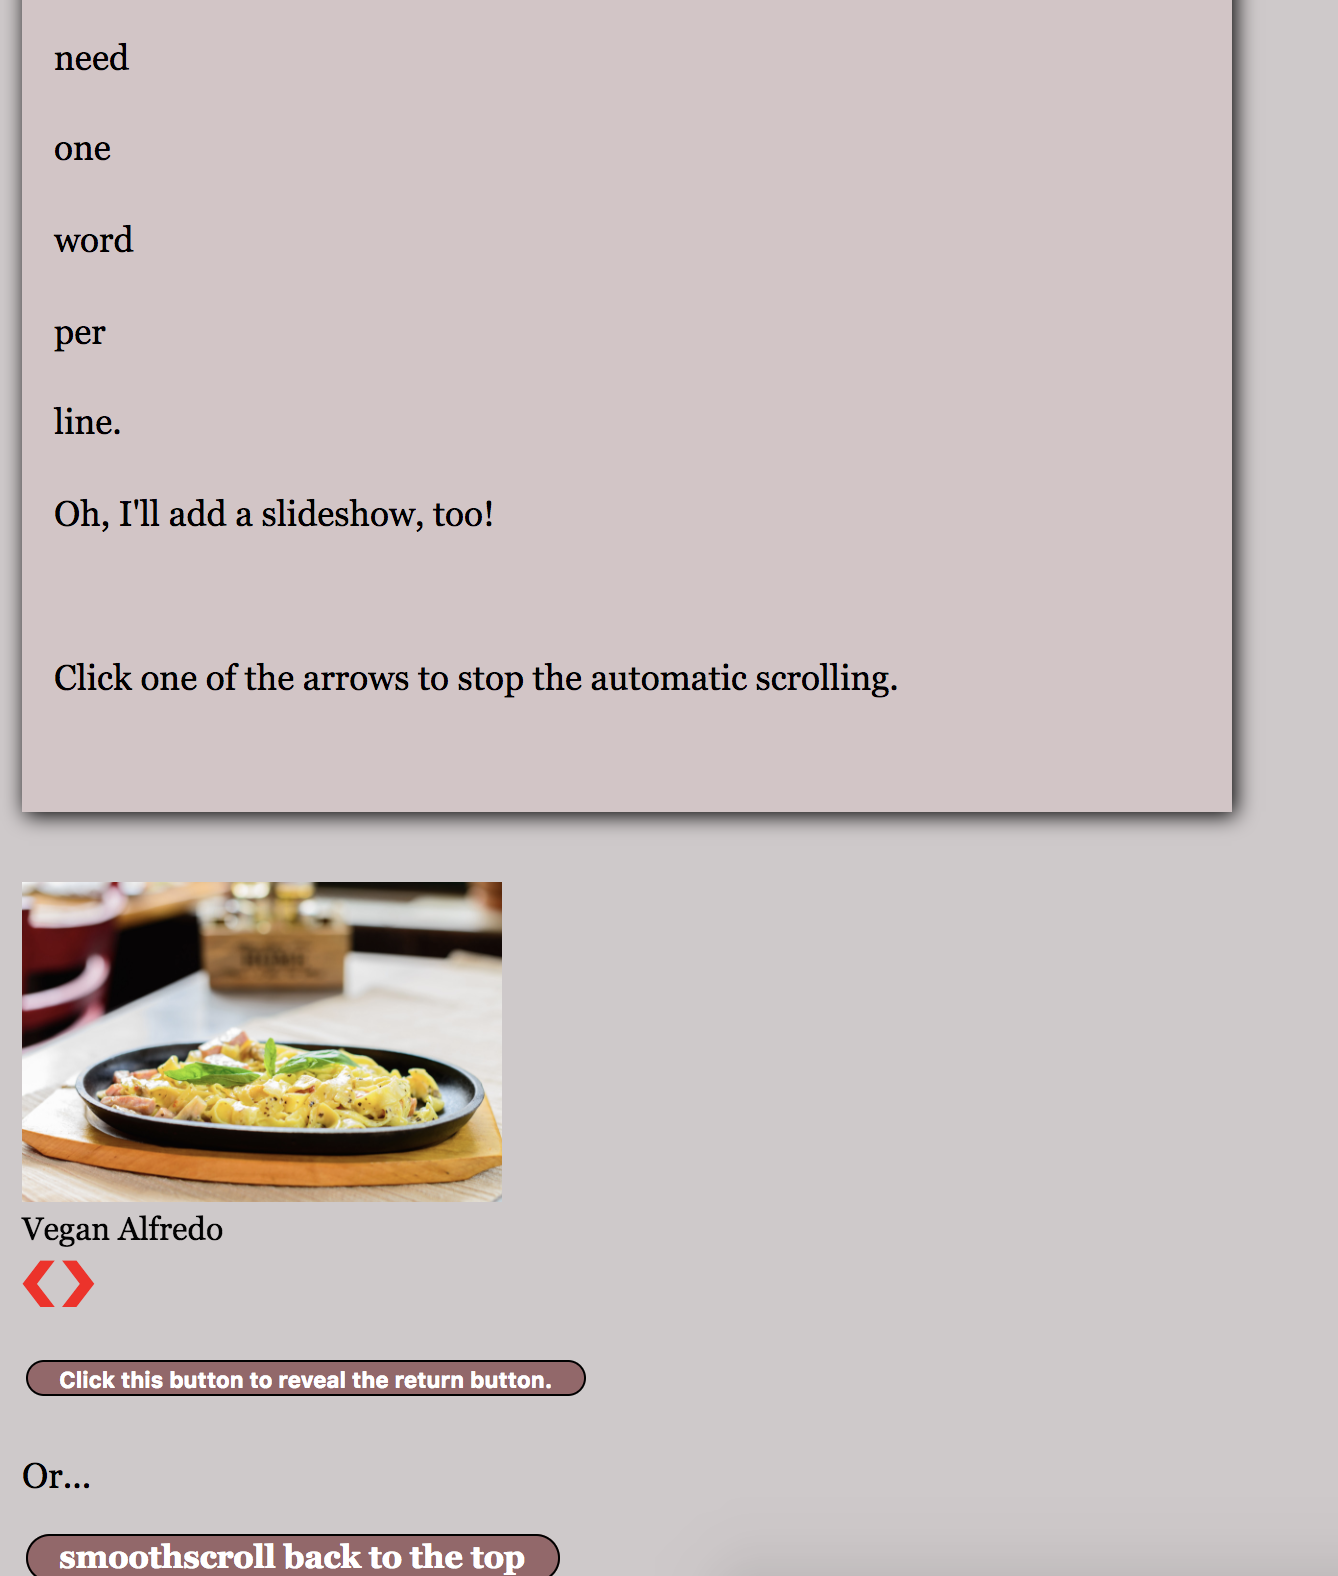 need
one
word
per
line.
Oh, I'll add a slideshow, too!
Click one of the arrows to stop the automatic scrolling.
Vegan Alfredo
Click this button to reveal the return button.
Or...
smoothscroll back to the top